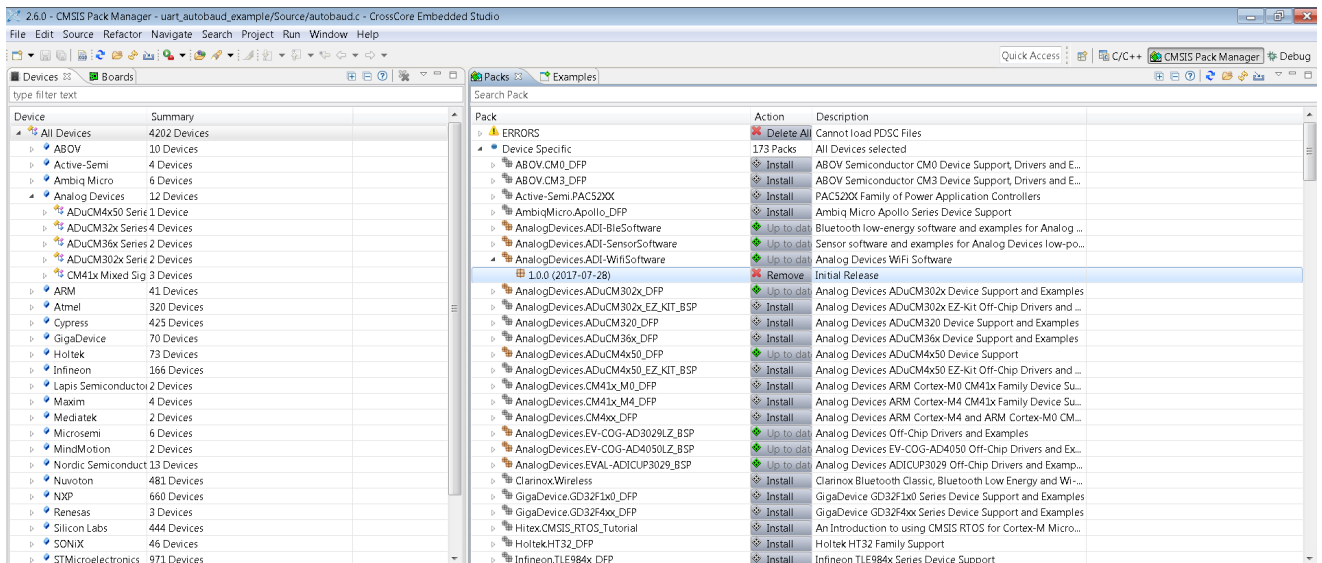 2.6.0 - CMSIS Pack Manager - uart_autobaud_example/Source/autobaud.c - CrossCore Embedded Studio
File Edit Source Refactor Navigate Search Project Run Window Help
Quick Access C/C++ CMSIS Pack Manager Debug
Devices Boards
type filter text
Device Summary
All Devices 4202 Devices
ABOV 10 Devices
Active-Semi 4 Devices
Ambiq Micro 6 Devices
Analog Devices 12 Devices
ADuCM4x50 Serie 1 Device
ADuCM32x Series 4 Devices
ADuCM36x Series 2 Devices
ADuCM302x Serie 2 Devices
CM41x Mixed Sig 3 Devices
ARM 41 Devices
Atmel 320 Devices
Cypress 425 Devices
GigaDevice 70 Devices
Holtek 73 Devices
Infineon 166 Devices
Lapis Semiconductor 2 Devices
Maxim 4 Devices
Mediatek 2 Devices
Microsemi 6 Devices
MindMotion 2 Devices
Nordic Semiconduct 13 Devices
Nuvoton 481 Devices
NXP 660 Devices
Renesas 3 Devices
Silicon Labs 444 Devices
SONiX 46 Devices
STMicroelectronics 971 Devices
Packs Examples
Search Pack
Pack Action Description
ERRORS Delete All Cannot load PDSC Files
Device Specific 173 Packs All Devices selected
ABOV.CM0_DFP Install ABOV Semiconductor CM0 Device Support, Drivers and E...
ABOV.CM3_DFP Install ABOV Semiconductor CM3 Device Support, Drivers and E...
Active-Semi.PAC52XX Install PAC52XX Family of Power Application Controllers
AmbiqMicro.Apollo_DFP Install Ambiq Micro Apollo Series Device Support
AnalogDevices.ADI-BleSoftware Up to dat Bluetooth low-energy software and examples for Analog ...
AnalogDevices.ADI-SensorSoftware Up to dat Sensor software and examples for Analog Devices low-po...
AnalogDevices.ADI-WifiSoftware Up to dat Analog Devices WiFi Software
1.0.0 (2017-07-28) Remove Initial Release
AnalogDevices.ADuCM302x_DFP Up to dat Analog Devices ADuCM302x Device Support and Examples
AnalogDevices.ADuCM302x_EZ_KIT_BSP Install Analog Devices ADuCM302x EZ-Kit Off-Chip Drivers and ...
AnalogDevices.ADuCM320_DFP Install Analog Devices ADuCM320 Device Support and Examples
AnalogDevices.ADuCM36x_DFP Install Analog Devices ADuCM36x Device Support and Examples
AnalogDevices.ADuCM4x50_DFP Up to dat Analog Devices ADuCM4x50 Device Support
AnalogDevices.ADuCM4x50_EZ_KIT_BSP Install Analog Devices ADuCM4x50 EZ-Kit Off-Chip Drivers and ...
AnalogDevices.CM41x_M0_DFP Install Analog Devices ARM Cortex-M0 CM41x Family Device Su...
AnalogDevices.CM41x_M4_DFP Install Analog Devices ARM Cortex-M4 CM41x Family Device Su...
AnalogDevices.CM4xx_DFP Install Analog Devices ARM Cortex-M4 and ARM Cortex-M0 CM...
AnalogDevices.EV-COG-AD3029LZ_BSP Up to dat Analog Devices Off-Chip Drivers and Examples
AnalogDevices.EV-COG-AD4050LZ_BSP Up to dat Analog Devices EV-COG-AD4050 Off-Chip Drivers and Ex...
AnalogDevices.EVAL-ADICUP3029_BSP Up to dat Analog Devices ADICUP3029 Off-Chip Drivers and Examp...
Clarinox.Wireless Install Clarinox Bluetooth Classic, Bluetooth Low Energy and Wi-...
GigaDevice.GD32F1x0_DFP Install GigaDevice GD32F1x0 Series Device Support and Examples
GigaDevice.GD32F4xx_DFP Install GigaDevice GD32F4xx Series Device Support and Examples
Hitex.CMSIS_RTOS_Tutorial Install An Introduction to using CMSIS RTOS for Cortex-M Micro...
Holtek.HT32_DFP Install Holtek HT32 Family Support
Infineon.TLE984x_DFP Install Infineon TLE984x Series Device Support